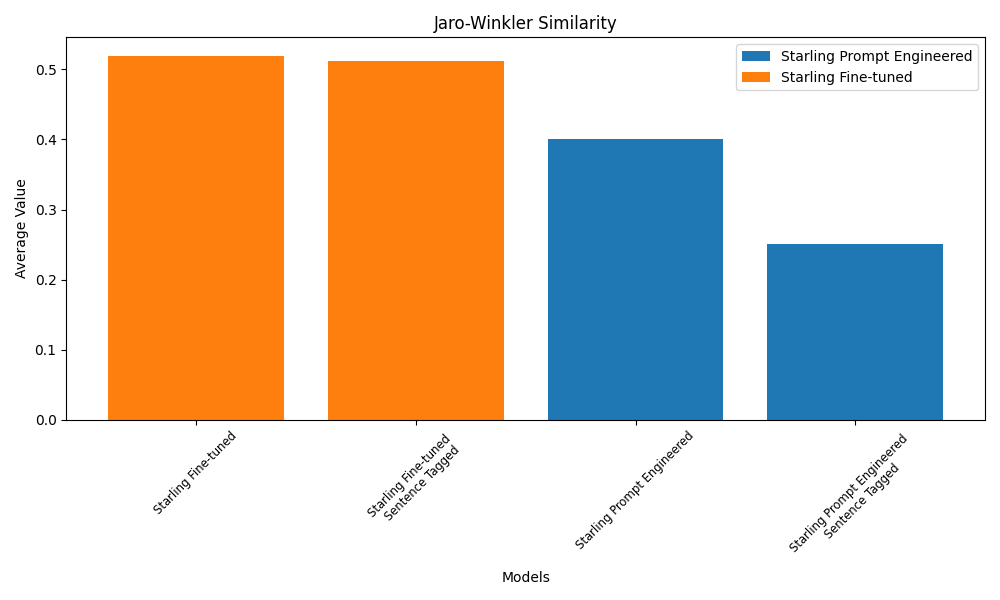 Jaro-Winkler Similarity
Starling Prompt Engineered
Starling Fine-tuned
Average Value
0.5
0.4
0.3
0.2
0.1
0.0
Starling Fine-tuned
Starling Fine-tuned
Sentence Tagged
Starling Prompt Engineered
Starling Prompt Engineered
Sentence Tagged
Models